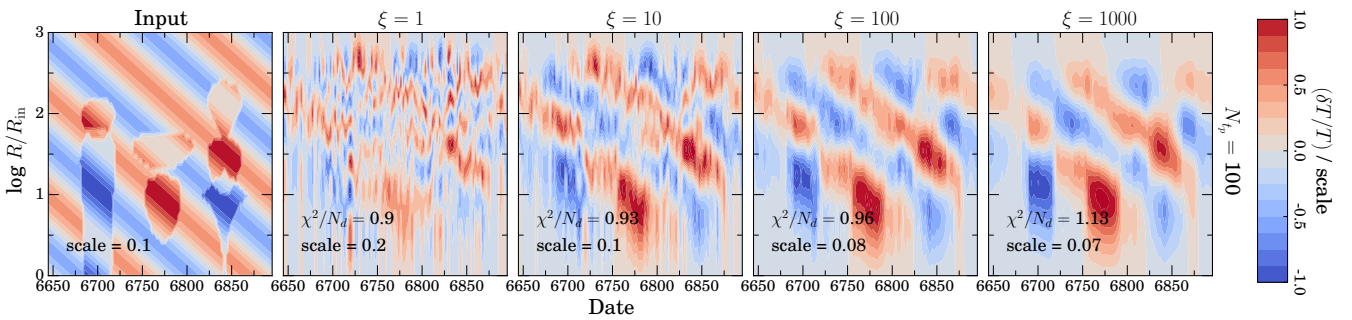 Input
ξ = 1
ξ = 10
ξ = 100
ξ = 1000
log R/R_in
3
2
1
0
scale = 0.1
χ²/N_d = 0.9
scale = 0.2
χ²/N_d = 0.93
scale = 0.1
χ²/N_d = 0.96
scale = 0.08
χ²/N_d = 1.13
scale = 0.07
6650 6700 6750 6800 6850
6650 6700 6750 6800 6850
6650 6700 6750 6800 6850
6650 6700 6750 6800 6850
6650 6700 6750 6800 6850
Date
N_p = 100
1.0
0.5
0.0
-0.5
-1.0
(δT/T) / scale